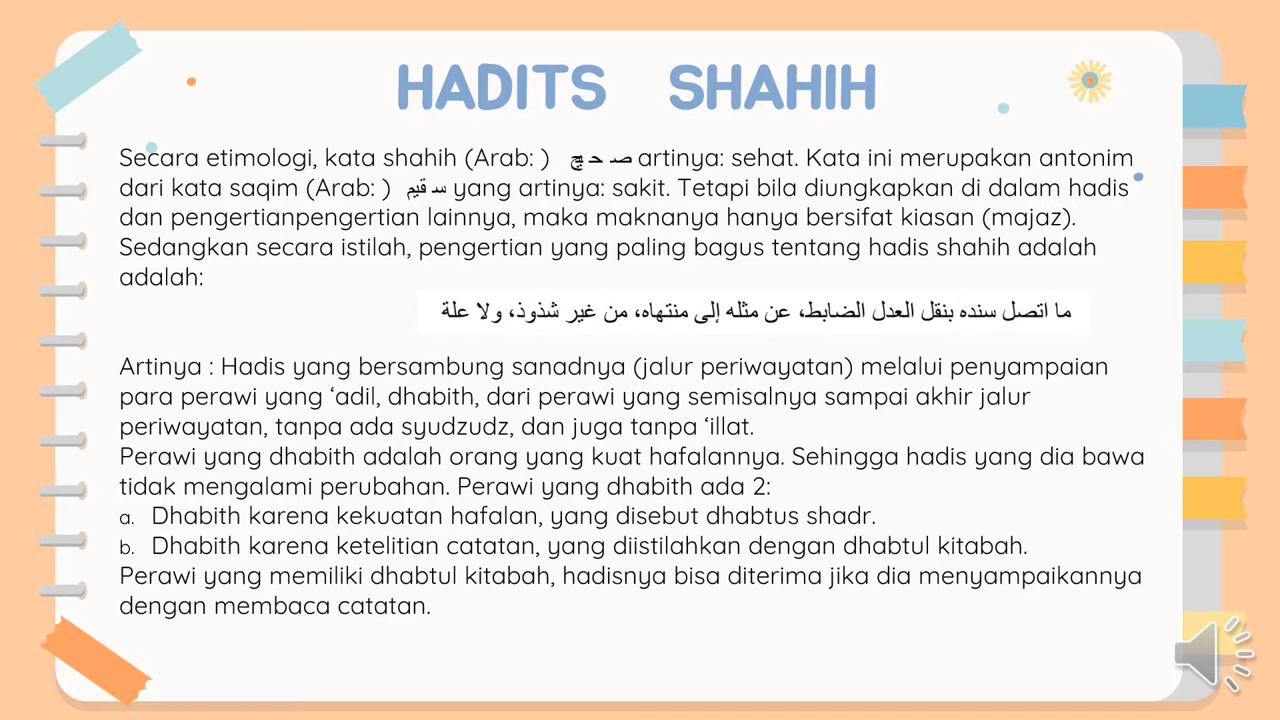 HADITS SHAHIH
Secara etimologi, kata shahih (Arab: ) صحيح artinya: sehat. Kata ini merupakan antonim
dari kata saqim (Arab: ) سقيم yang artinya: sakit. Tetapi bila diungkapkan di dalam hadis
dan pengertianpengertian lainnya, maka maknanya hanya bersifat kiasan (majaz).
Sedangkan secara istilah, pengertian yang paling bagus tentang hadis shahih adalah
adalah:
ما اتصل سنده بنقل العدل الضابط، عن مثله إلى منتهاه، من غير شذوذ، ولا علة
Artinya : Hadis yang bersambung sanadnya (jalur periwayatan) melalui penyampaian
para perawi yang ‘adil, dhabith, dari perawi yang semisalnya sampai akhir jalur
periwayatan, tanpa ada syudzudz, dan juga tanpa ‘illat.
Perawi yang dhabith adalah orang yang kuat hafalannya. Sehingga hadis yang dia bawa
tidak mengalami perubahan. Perawi yang dhabith ada 2:
a. Dhabith karena kekuatan hafalan, yang disebut dhabtus shadr.
b. Dhabith karena ketelitian catatan, yang diistilahkan dengan dhabtul kitabah.
Perawi yang memiliki dhabtul kitabah, hadisnya bisa diterima jika dia menyampaikannya
dengan membaca catatan.